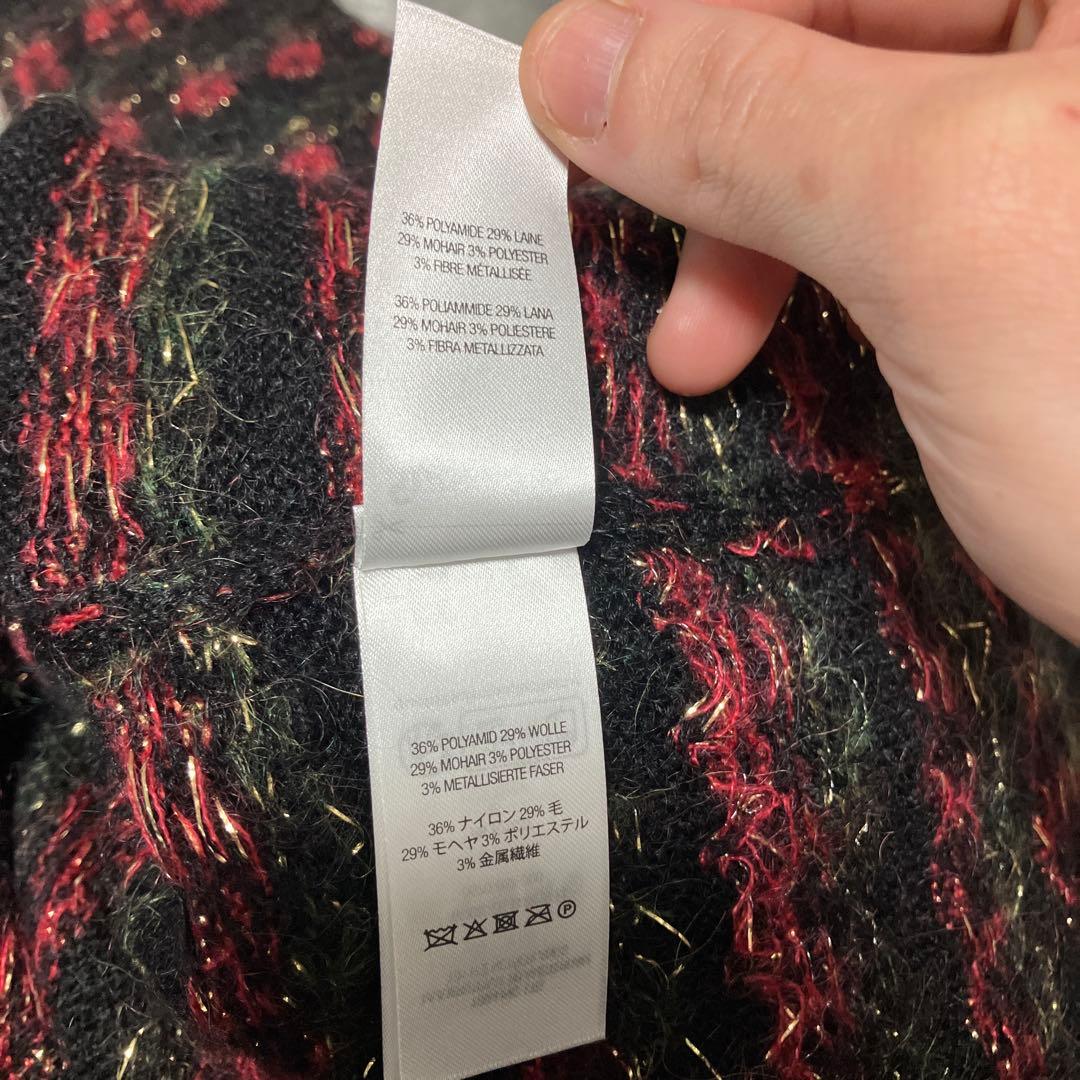 36% POLYAMIDE 29% LAINE
29% MOHAIR 3% POLYESTER
3% FIBRE MÉTALLISÉE
36% POLIAMMIDE 29% LANA
29% MOHAIR 3% POLIESTERE
3% FIBRA METALLIZZATA
36% POLYAMID 29% WOLLE
29% MOHAIR 3% POLYESTER
3% METALLISIERTE FASER
36% ナイロン 29% 毛
29% モヘヤ 3% ポリエステル
3% 金属繊維
P